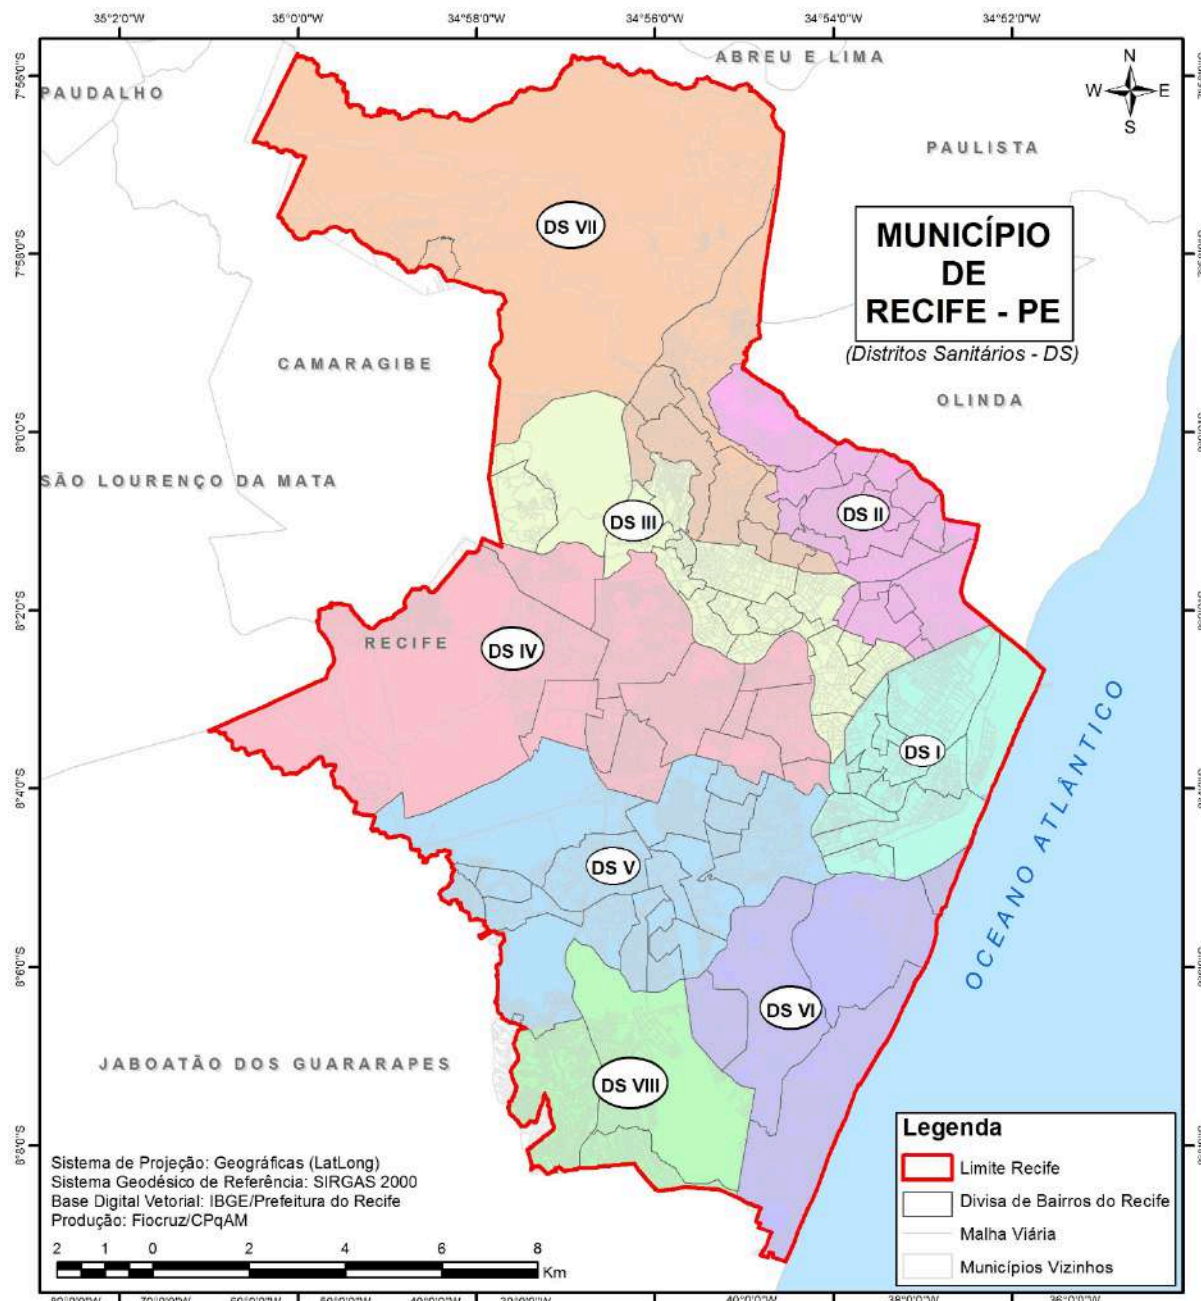 35°2'0"W 35°0'0"W 34°58'0"W 34°56'0"W 34°54'0"W 34°52'0"W
7°56'0"S
7°58'0"S
8°0'0"S
8°2'0"S
8°4'0"S
8°6'0"S
8°8'0"S
ABREU E LIMA
PAUDALHO
N
W E
S
PAULISTA
MUNICÍPIO
DE
RECIFE - PE
(Distritos Sanitários - DS)
DS VII
CAMARAGIBE
OLINDA
SÃO LOURENÇO DA MATA
DS III
DS II
RECIFE
DS IV
DS I
OCEANO ATLÂNTICO
DS V
DS VI
JABOATÃO DOS GUARARAPES
DS VIII
Sistema de Projeção: Geográficas (LatLong)
Sistema Geodésico de Referência: SIRGAS 2000
Base Digital Vetorial: IBGE/Prefeitura do Recife
Produção: Fiocruz/CPqAM
2 1 0 2 4 6 8
Km
Legenda
Limite Recife
Divisa de Bairros do Recife
Malha Viária
Municípios Vizinhos